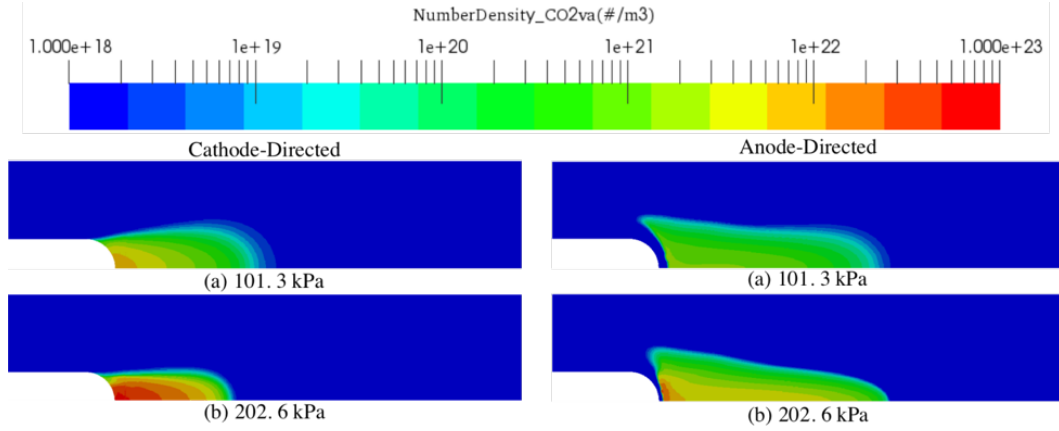 NumberDensity_CO2va(#/m3)
1.000e+18 1e+19 1e+20 1e+21 1e+22 1.000e+23
Cathode-Directed Anode-Directed
(a) 101. 3 kPa (a) 101. 3 kPa
(b) 202. 6 kPa (b) 202. 6 kPa